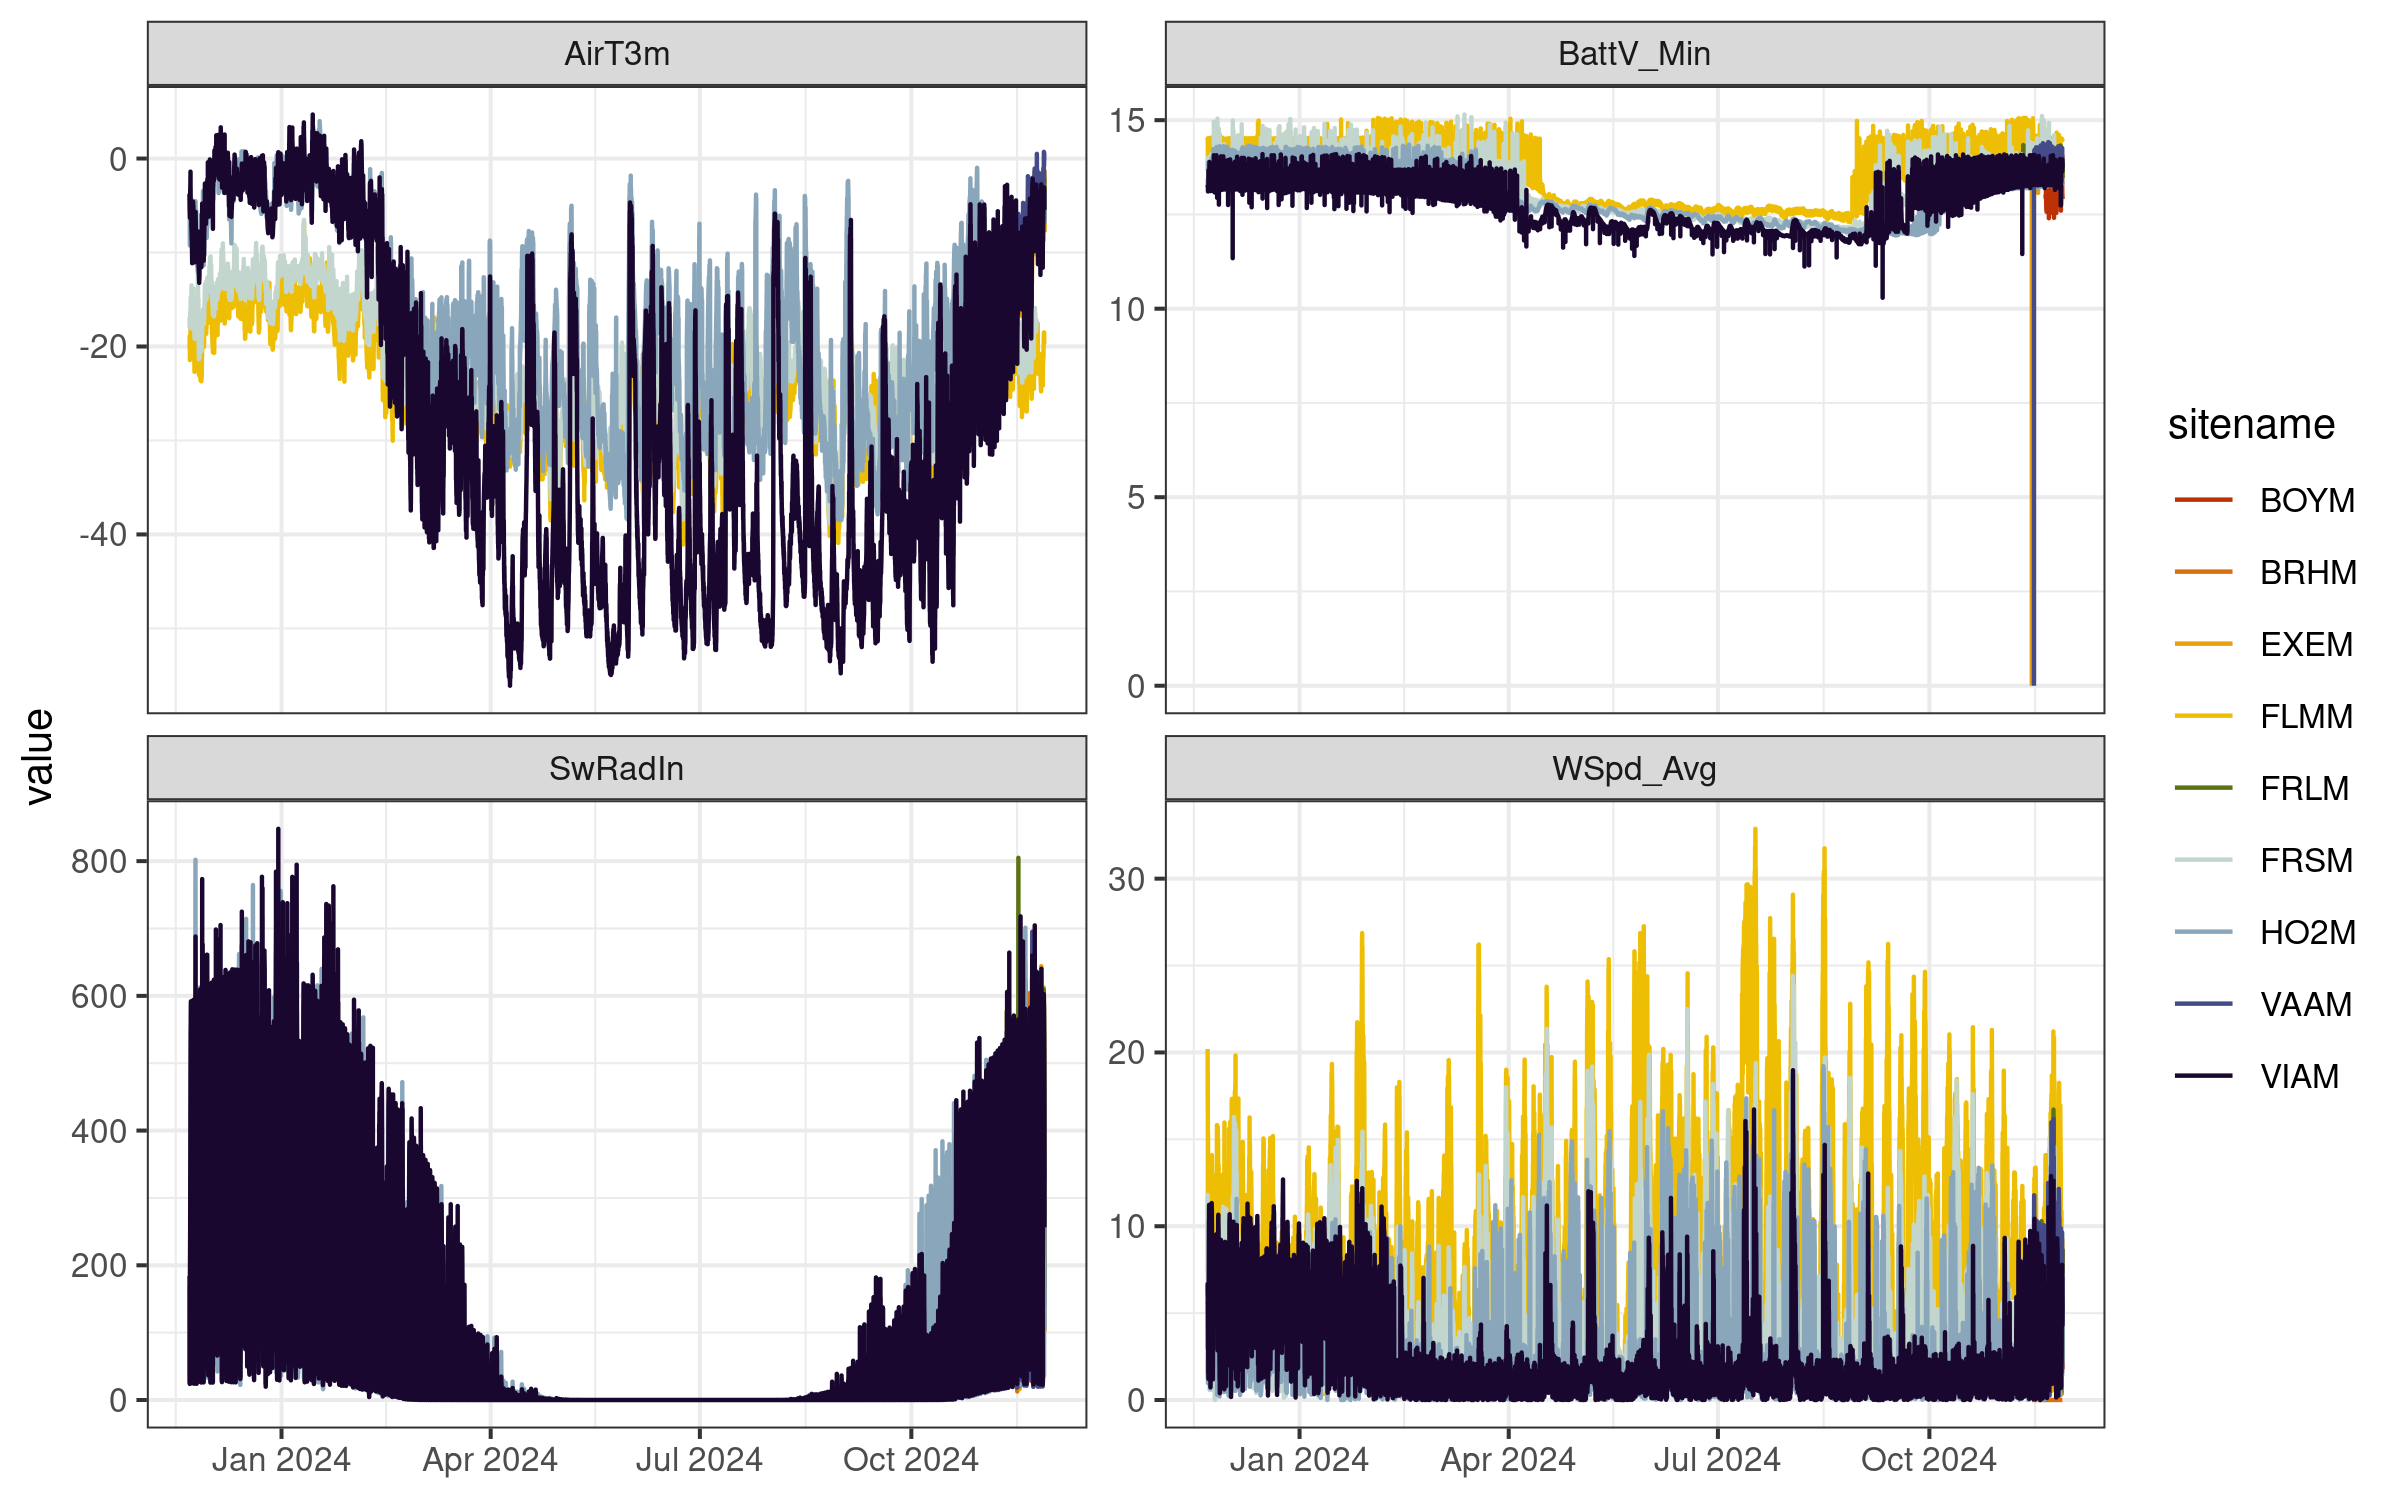 AirT3m
BattV_Min
0
-20
-40
15
10
5
0
value
SwRadIn
WSpd_Avg
800
600
400
200
0
30
20
10
0
Jan 2024 Apr 2024 Jul 2024 Oct 2024
Jan 2024 Apr 2024 Jul 2024 Oct 2024
sitename
BOYM
BRHM
EXEM
FLMM
FRLM
FRSM
HO2M
VAAM
VIAM